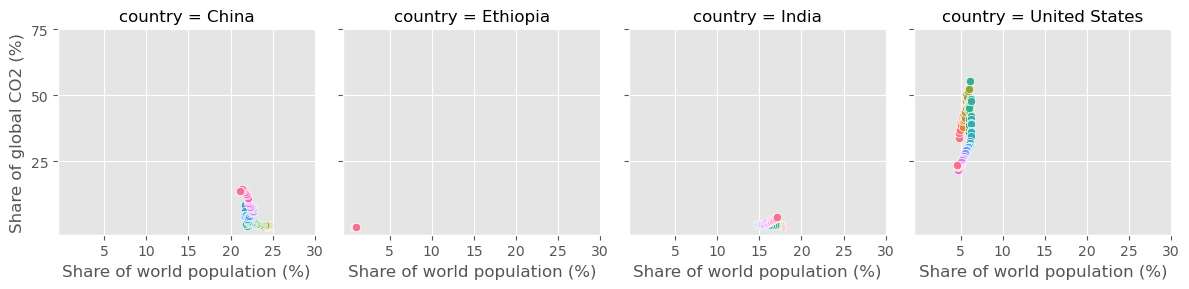 country = China
country = Ethiopia
country = India
country = United States
Share of global CO2 (%)
75
50
25
5 10 15 20 25 30
5 10 15 20 25 30
5 10 15 20 25 30
5 10 15 20 25 30
Share of world population (%)
Share of world population (%)
Share of world population (%)
Share of world population (%)